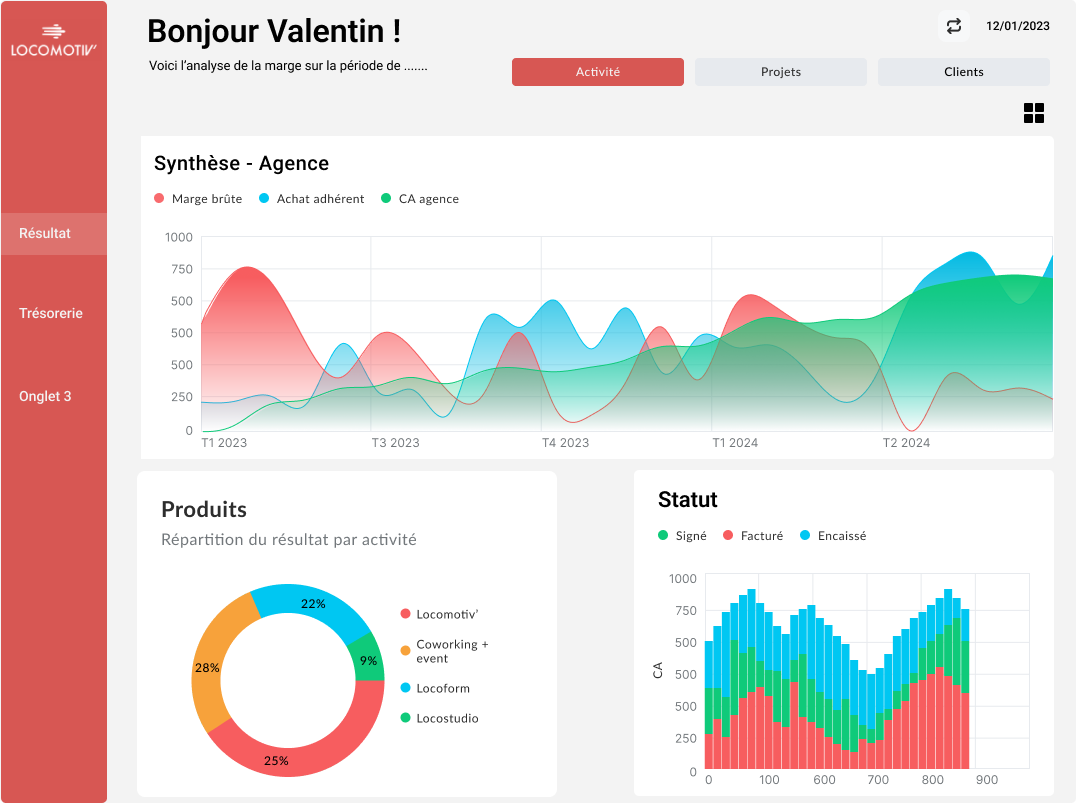 LOCOMOTIV'
Bonjour Valentin !
12/01/2023
Voici l'analyse de la marge sur la période de .......
Activité
Projets
Clients
Résultat
Trésorerie
Onglet 3
Synthèse - Agence
Marge brûte
Achat adhérent
CA agence
1000
750
500
500
500
250
0
T1 2023
T3 2023
T4 2023
T1 2024
T2 2024
Produits
Répartition du résultat par activité
22%
9%
28%
25%
Locomotiv'
Coworking +
event
Locoform
Locostudio
Statut
Signé
Facturé
Encaissé
CA
1000
750
500
500
500
250
0
0
100
600
700
800
900